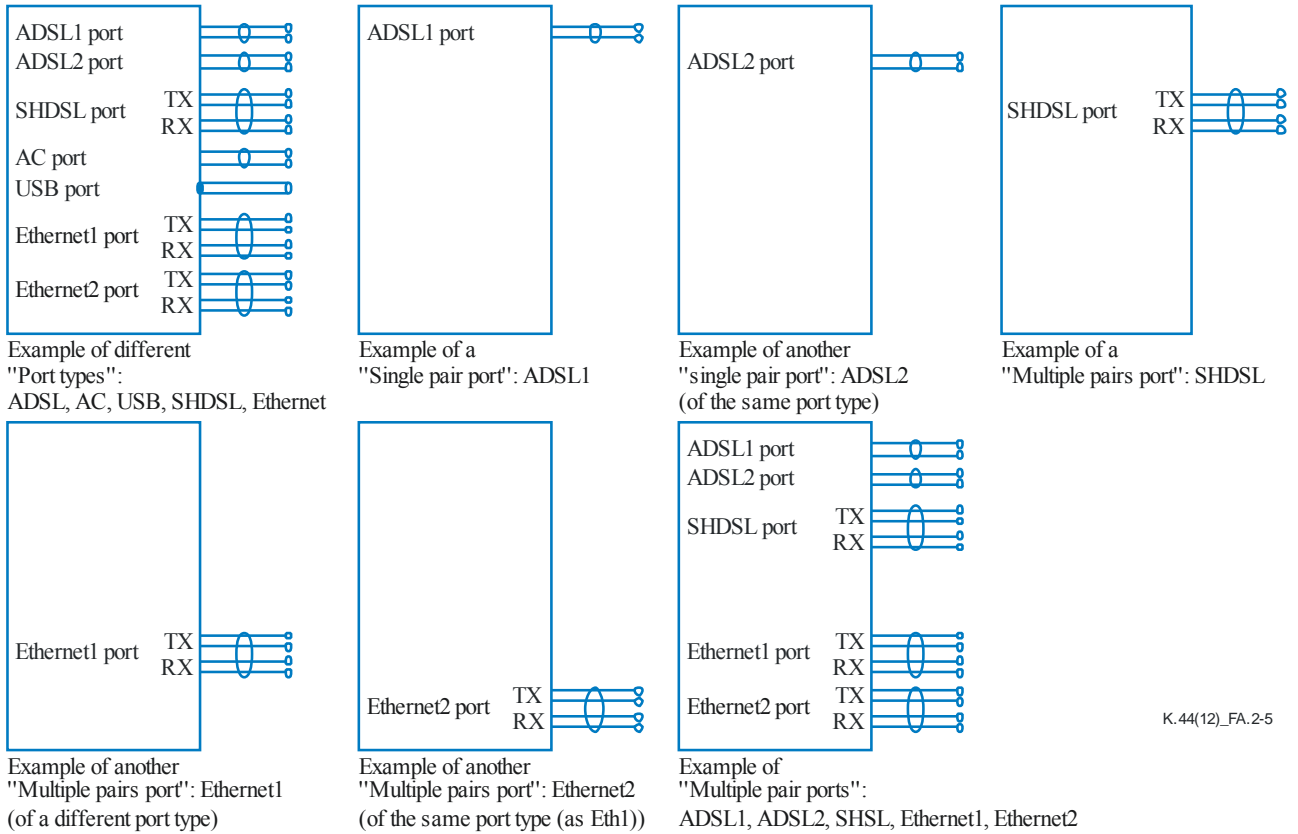 ADSL1 port
ADSL2 port
SHDSL port
TX
RX
AC port
USB port
Ethernet1 port
TX
RX
Ethernet2 port
TX
RX
Example of different
"Port types":
ADSL, AC, USB, SHDSL, Ethernet
ADSL1 port
Example of a
"Single pair port": ADSL1
ADSL2 port
Example of another
"single pair port": ADSL2
(of the same port type)
SHDSL port
TX
RX
Example of a
"Multiple pairs port": SHDSL
Ethernet1 port
TX
RX
Example of another
"Multiple pairs port": Ethernet1
(of a different port type)
Ethernet2 port
TX
RX
Example of another
"Multiple pairs port": Ethernet2
(of the same port type (as Eth1))
ADSL1 port
ADSL2 port
SHDSL port
TX
RX
Ethernet1 port
TX
RX
Ethernet2 port
TX
RX
Example of
"Multiple pair ports":
ADSL1, ADSL2, SHSL, Ethernet1, Ethernet2
K.44(12)_FA.2-5